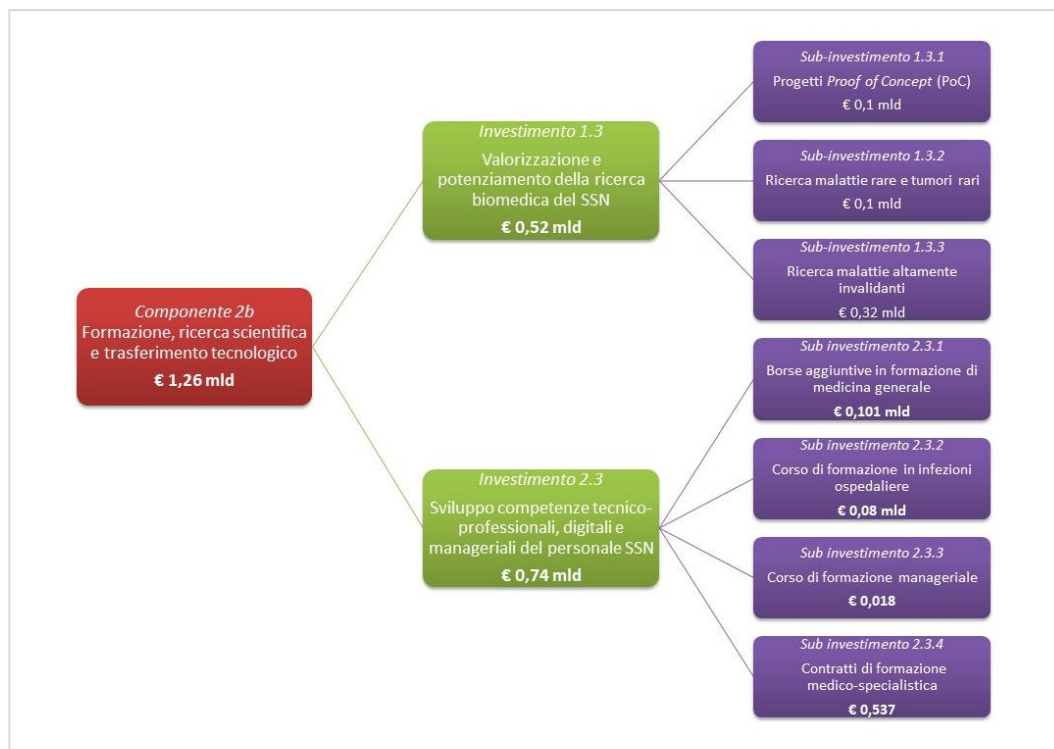 Componente 2b
Formazione, ricerca scientifica
e trasferimento tecnologico
€ 1,26 mld
Investimento 1.3
Valorizzazione e
potenziamento della ricerca
biomedica del SSN
€ 0,52 mld
Sub-investimento 1.3.1
Progetti Proof of Concept (PoC)
€ 0,1 mld
Sub-investimento 1.3.2
Ricerca malattie rare e tumori rari
€ 0,1 mld
Sub-investimento 1.3.3
Ricerca malattie altamente
invalidanti
€ 0,32 mld
Investimento 2.3
Sviluppo competenze tecnico-
professionali, digitali e
manageriali del personale SSN
€ 0,74 mld
Sub investimento 2.3.1
Borse aggiuntive in formazione di
medicina generale
€ 0,101 mld
Sub investimento 2.3.2
Corso di formazione in infezioni
ospedaliere
€ 0,08 mld
Sub investimento 2.3.3
Corso di formazione manageriale
€ 0,018
Sub investimento 2.3.4
Contratti di formazione
medico-specialistica
€ 0,537